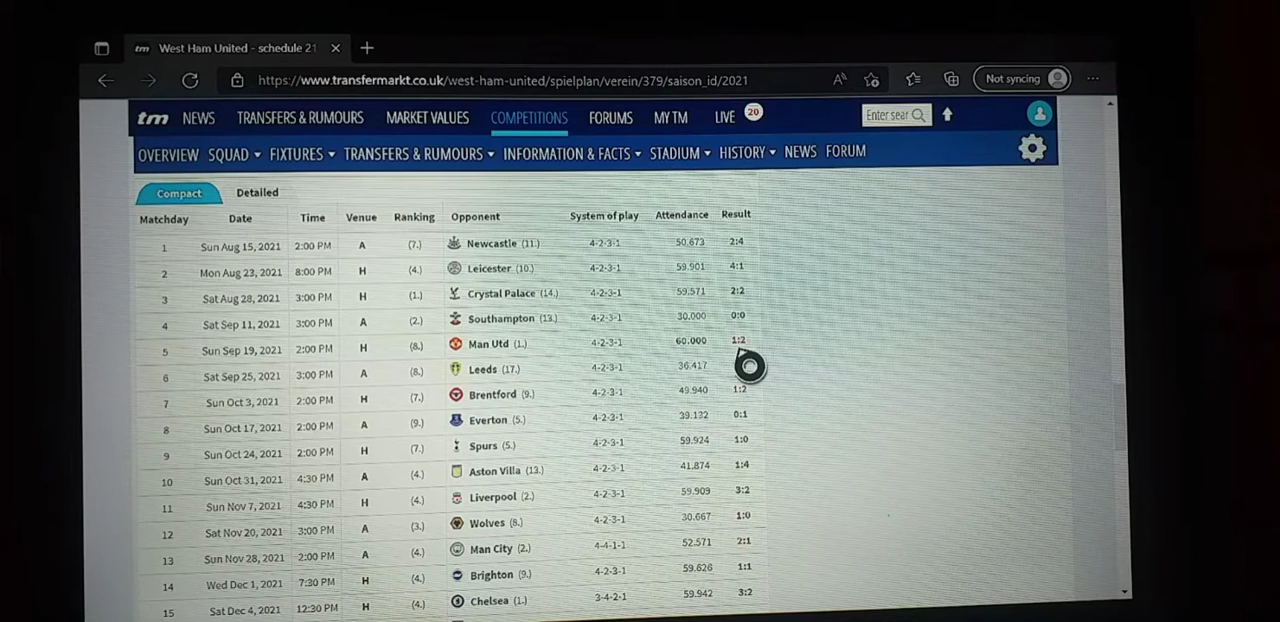 tm West Ham United - schedule 21
https://www.transfermarkt.co.uk/west-ham-united/spielplan/verein/379/saison_id/2021 Not syncing
tm NEWS TRANSFERS & RUMOURS MARKET VALUES COMPETITIONS FORUMS MY TM LIVE 20 Enter sear
OVERVIEW SQUAD FIXTURES TRANSFERS & RUMOURS INFORMATION & FACTS STADIUM HISTORY NEWS FORUM
Compact Detailed
Matchday Date Time Venue Ranking Opponent System of play Attendance Result
1 Sun Aug 15, 2021 2:00 PM A (7.) Newcastle (11.) 4-2-3-1 50.673 2:4
2 Mon Aug 23, 2021 8:00 PM H (4.) Leicester (10.) 4-2-3-1 59.901 4:1
3 Sat Aug 28, 2021 3:00 PM H (1.) Crystal Palace (14.) 4-2-3-1 59.571 2:2
4 Sat Sep 11, 2021 3:00 PM A (2.) Southampton (13.) 4-2-3-1 30.000 0:0
5 Sun Sep 19, 2021 2:00 PM H (8.) Man Utd (1.) 4-2-3-1 60.000 1:2
6 Sat Sep 25, 2021 3:00 PM A (8.) Leeds (17.) 4-2-3-1 36.417
7 Sun Oct 3, 2021 2:00 PM H (7.) Brentford (9.) 4-2-3-1 49.940 1:2
8 Sun Oct 17, 2021 2:00 PM A (9.) Everton (5.) 4-2-3-1 39.132 0:1
9 Sun Oct 24, 2021 2:00 PM H (7.) Spurs (5.) 4-2-3-1 59.924 1:0
10 Sun Oct 31, 2021 4:30 PM A (4.) Aston Villa (13.) 4-2-3-1 41.874 1:4
11 Sun Nov 7, 2021 4:30 PM H (4.) Liverpool (2.) 4-2-3-1 59.909 3:2
12 Sat Nov 20, 2021 3:00 PM A (3.) Wolves (8.) 4-2-3-1 30.667 1:0
13 Sun Nov 28, 2021 2:00 PM A (4.) Man City (2.) 4-4-1-1 52.571 2:1
14 Wed Dec 1, 2021 7:30 PM H (4.) Brighton (9.) 4-2-3-1 59.626 1:1
15 Sat Dec 4, 2021 12:30 PM H (4.) Chelsea (1.) 3-4-2-1 59.942 3:2